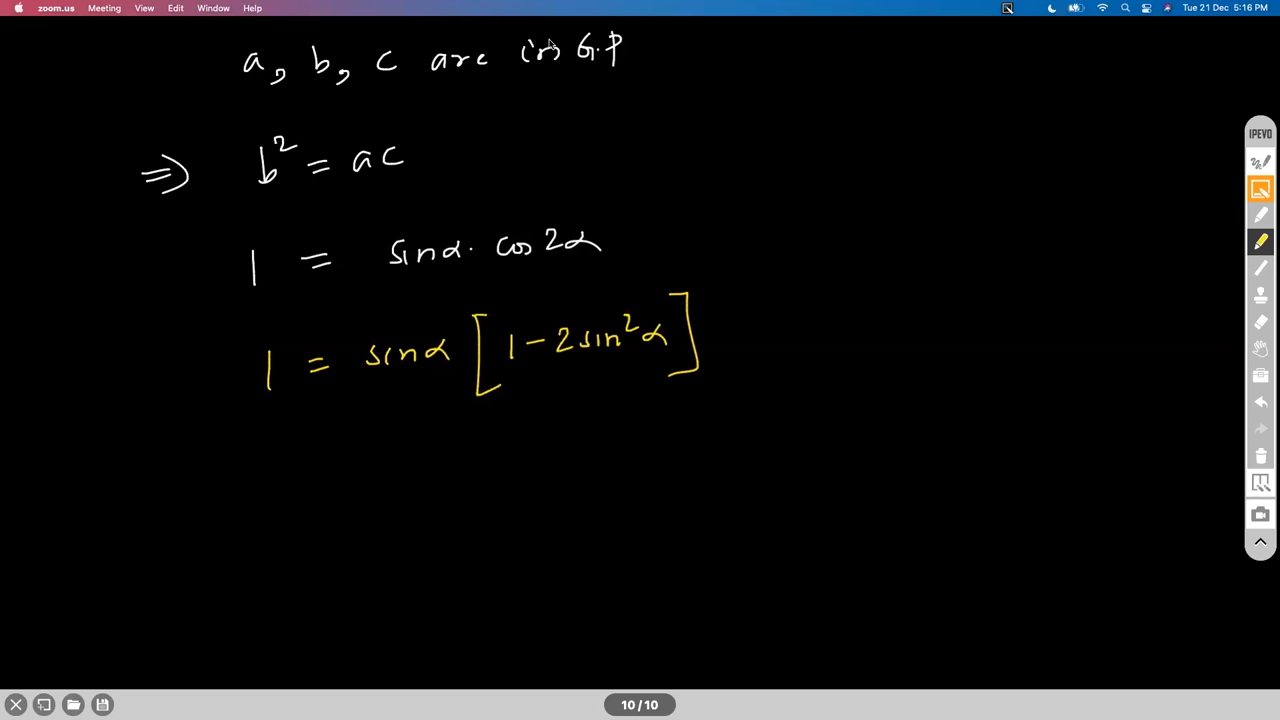 zoom.us Meeting View Edit Window Help Tue 21 Dec 5:16 PM
a, b, c are in G.P
⇒ b² = ac
1 = sinα. cos2α
1 = sinα [1-2sin²α]
IPEVO
10/10